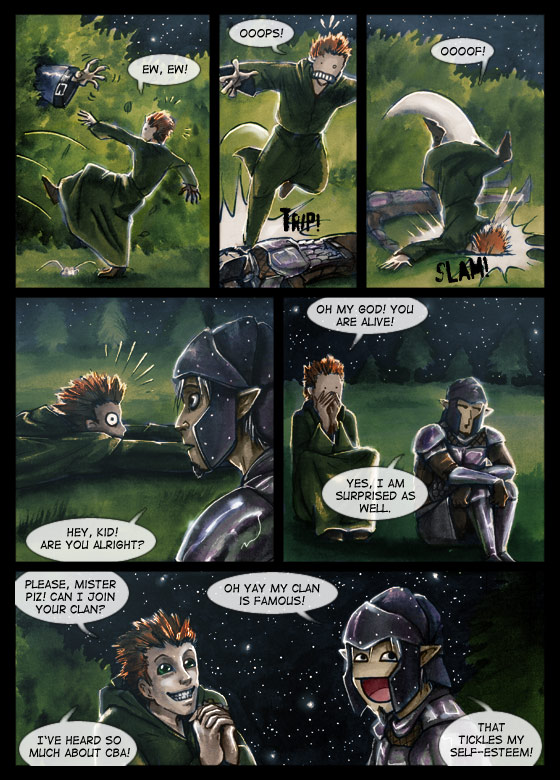 EW, EW!
OOOPS!
TRIP!
OOOOF!
SLAM!
HEY, KID!
ARE YOU ALRIGHT?
OH MY GOD! YOU
ARE ALIVE!
YES, I AM
SURPRISED AS
WELL.
PLEASE, MISTER
PIZ! CAN I JOIN
YOUR CLAN?
OH YAY MY CLAN
IS FAMOUS!
I'VE HEARD SO
MUCH ABOUT CBA!
THAT
TICKLES MY
SELF-ESTEEM!